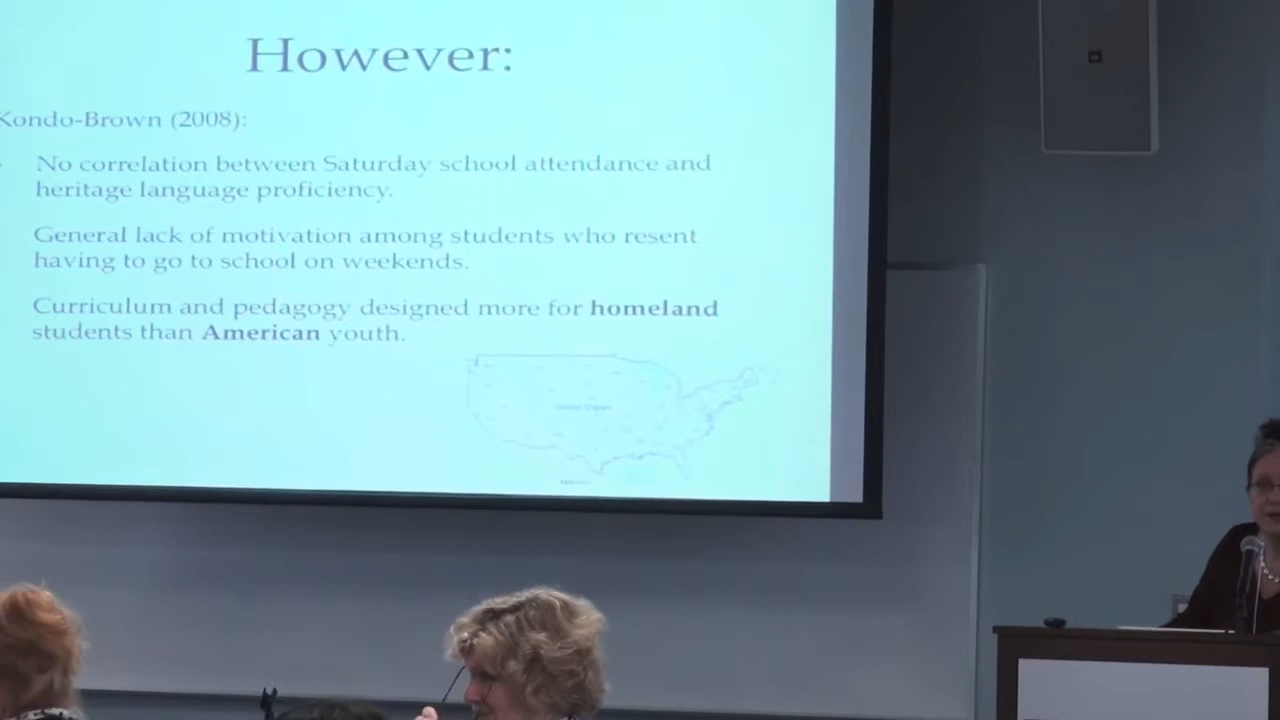 However:
Kondo-Brown (2008):
No correlation between Saturday school attendance and
heritage language proficiency.
General lack of motivation among students who resent
having to go to school on weekends.
Curriculum and pedagogy designed more for homeland
students than American youth.
United States